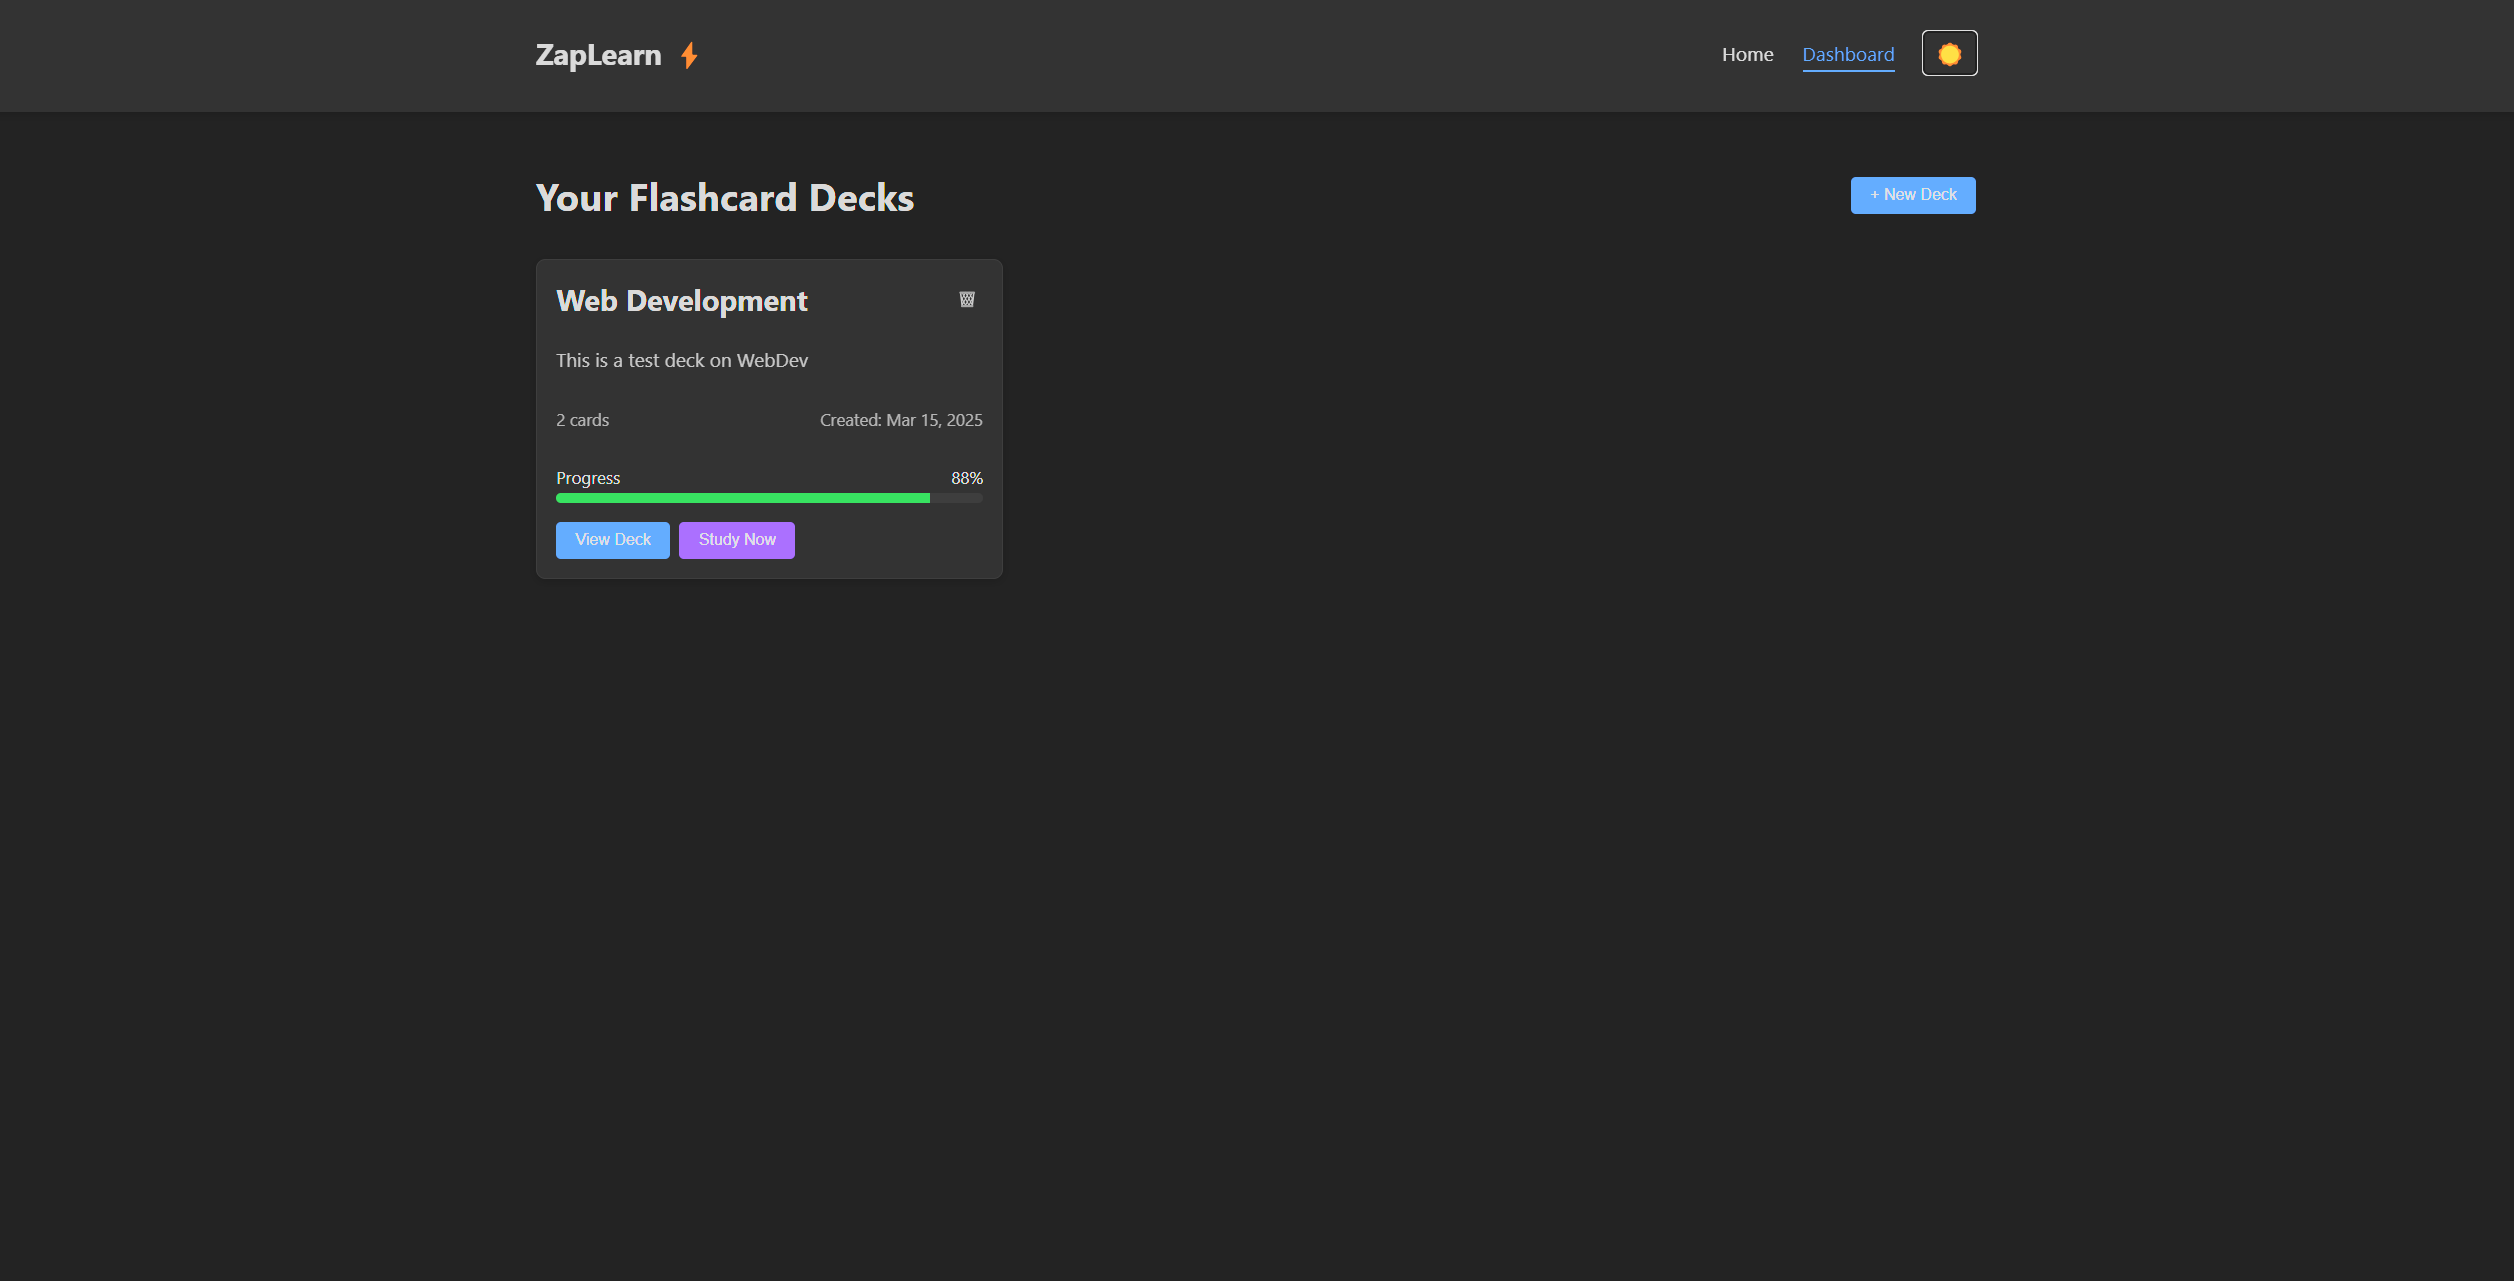 ZapLearn
Home
Dashboard
Your Flashcard Decks
+ New Deck
Web Development
This is a test deck on WebDev
2 cards
Created: Mar 15, 2025
Progress
88%
View Deck
Study Now